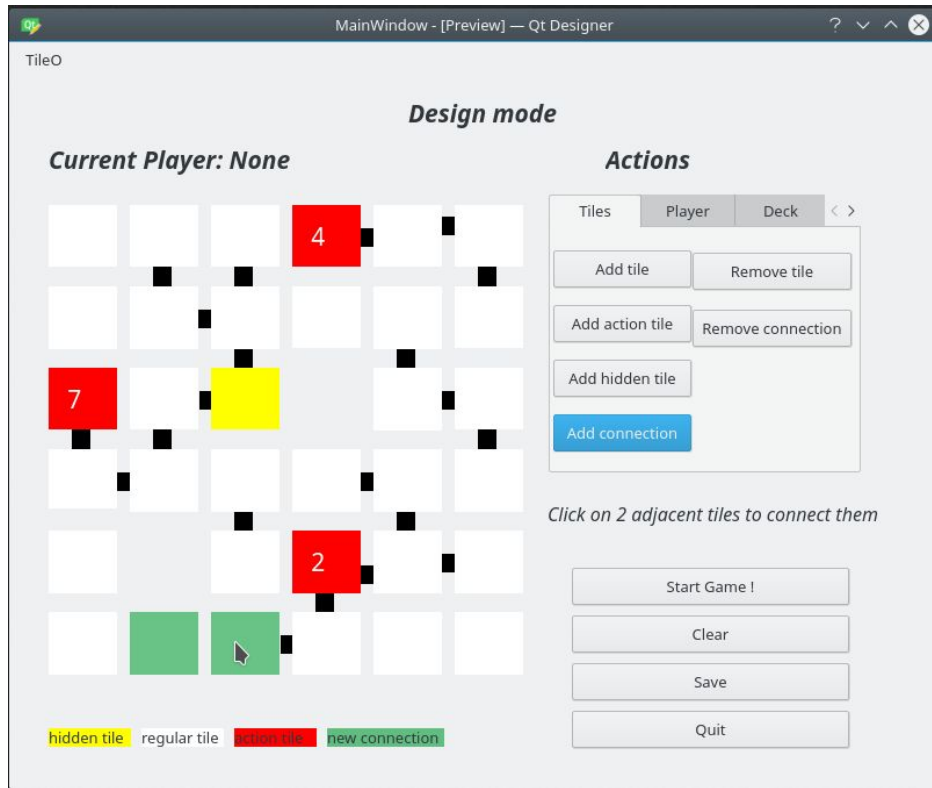 MainWindow - [Preview] — Qt Designer
TileO
Design mode
Current Player: None
Actions
4
7
2
Tiles Player Deck
Add tile Remove tile
Add action tile Remove connection
Add hidden tile
Add connection
Click on 2 adjacent tiles to connect them
Start Game !
Clear
Save
Quit
hidden tile regular tile action tile new connection